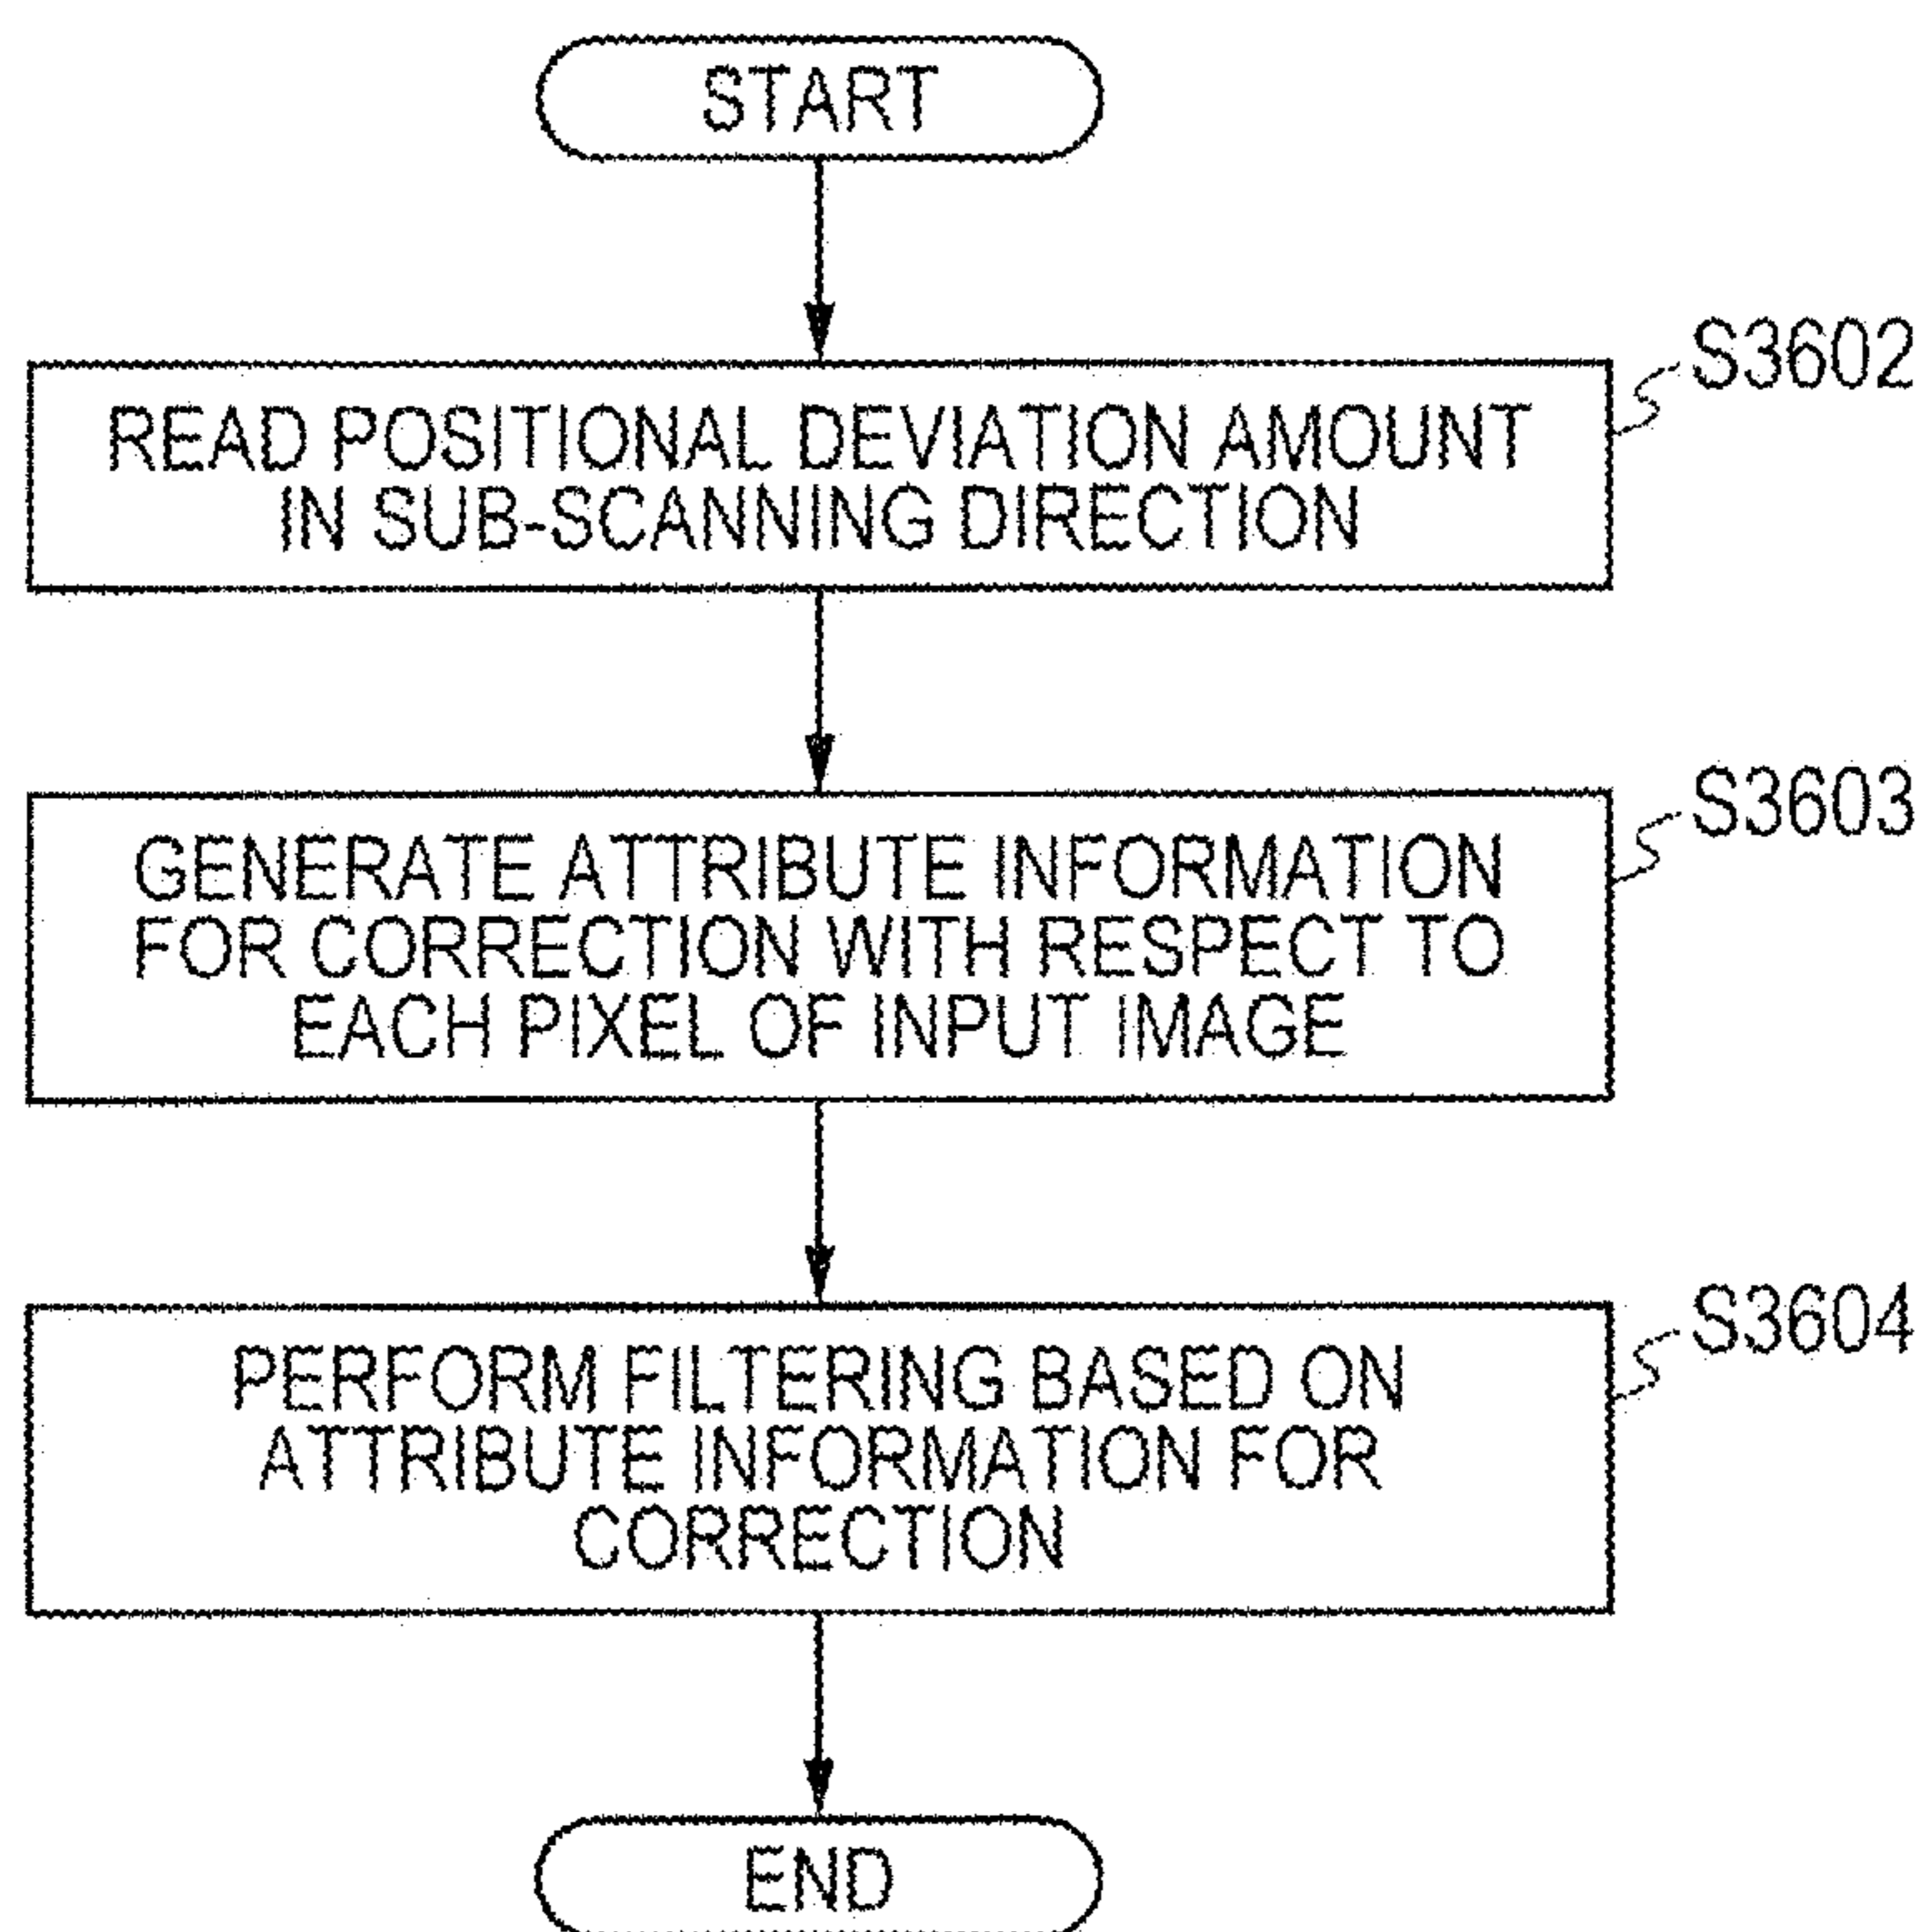 START
S3602
READ POSITIONAL DEVIATION AMOUNT
IN SUB-SCANNING DIRECTION
S3603
GENERATE ATTRIBUTE INFORMATION
FOR CORRECTION WITH RESPECT TO
EACH PIXEL OF INPUT IMAGE
S3604
PERFORM FILTERING BASED ON
ATTRIBUTE INFORMATION FOR
CORRECTION
END